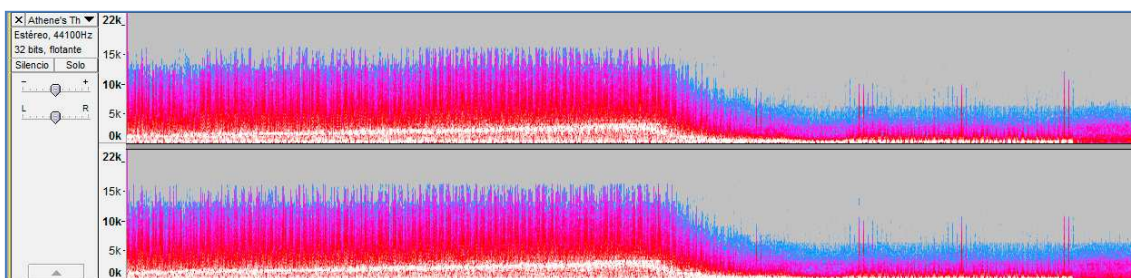 × Athene's Th ▼
Estéreo, 44100Hz
32 bits, flotante
Silencio Solo
- +
L R
22k
15k
10k
5k
0k
22k
15k
10k
5k
0k